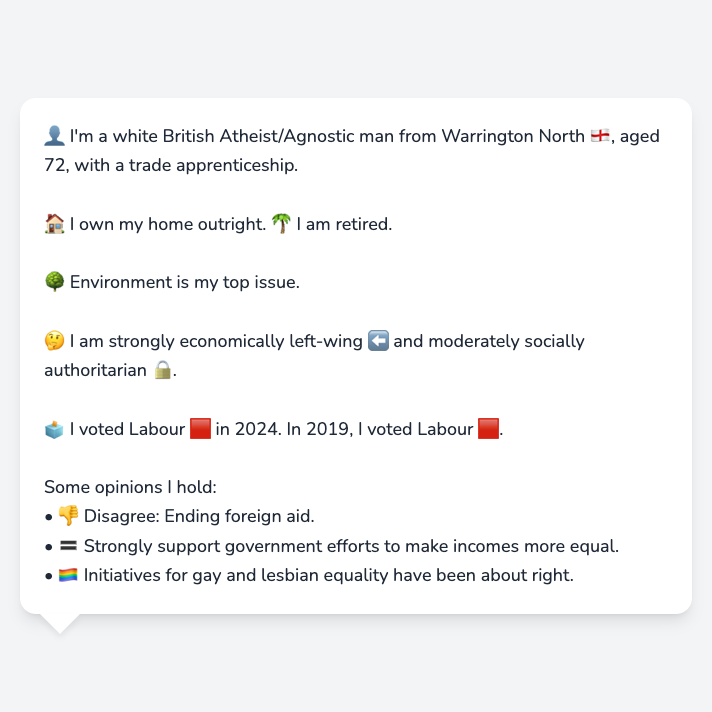 👤 I'm a white British Atheist/Agnostic man from Warrington North 🏴󠁧󠁢󠁥󠁮󠁧󠁿, aged
72, with a trade apprenticeship.
🏠 I own my home outright. 🌴 I am retired.
🌳 Environment is my top issue.
🤔 I am strongly economically left-wing ⬅️ and moderately socially
authoritarian 🔒.
🗳️ I voted Labour 🟥 in 2024. In 2019, I voted Labour 🟥.
Some opinions I hold:
• 👎 Disagree: Ending foreign aid.
• 🟰 Strongly support government efforts to make incomes more equal.
• 🏳️‍🌈 Initiatives for gay and lesbian equality have been about right.